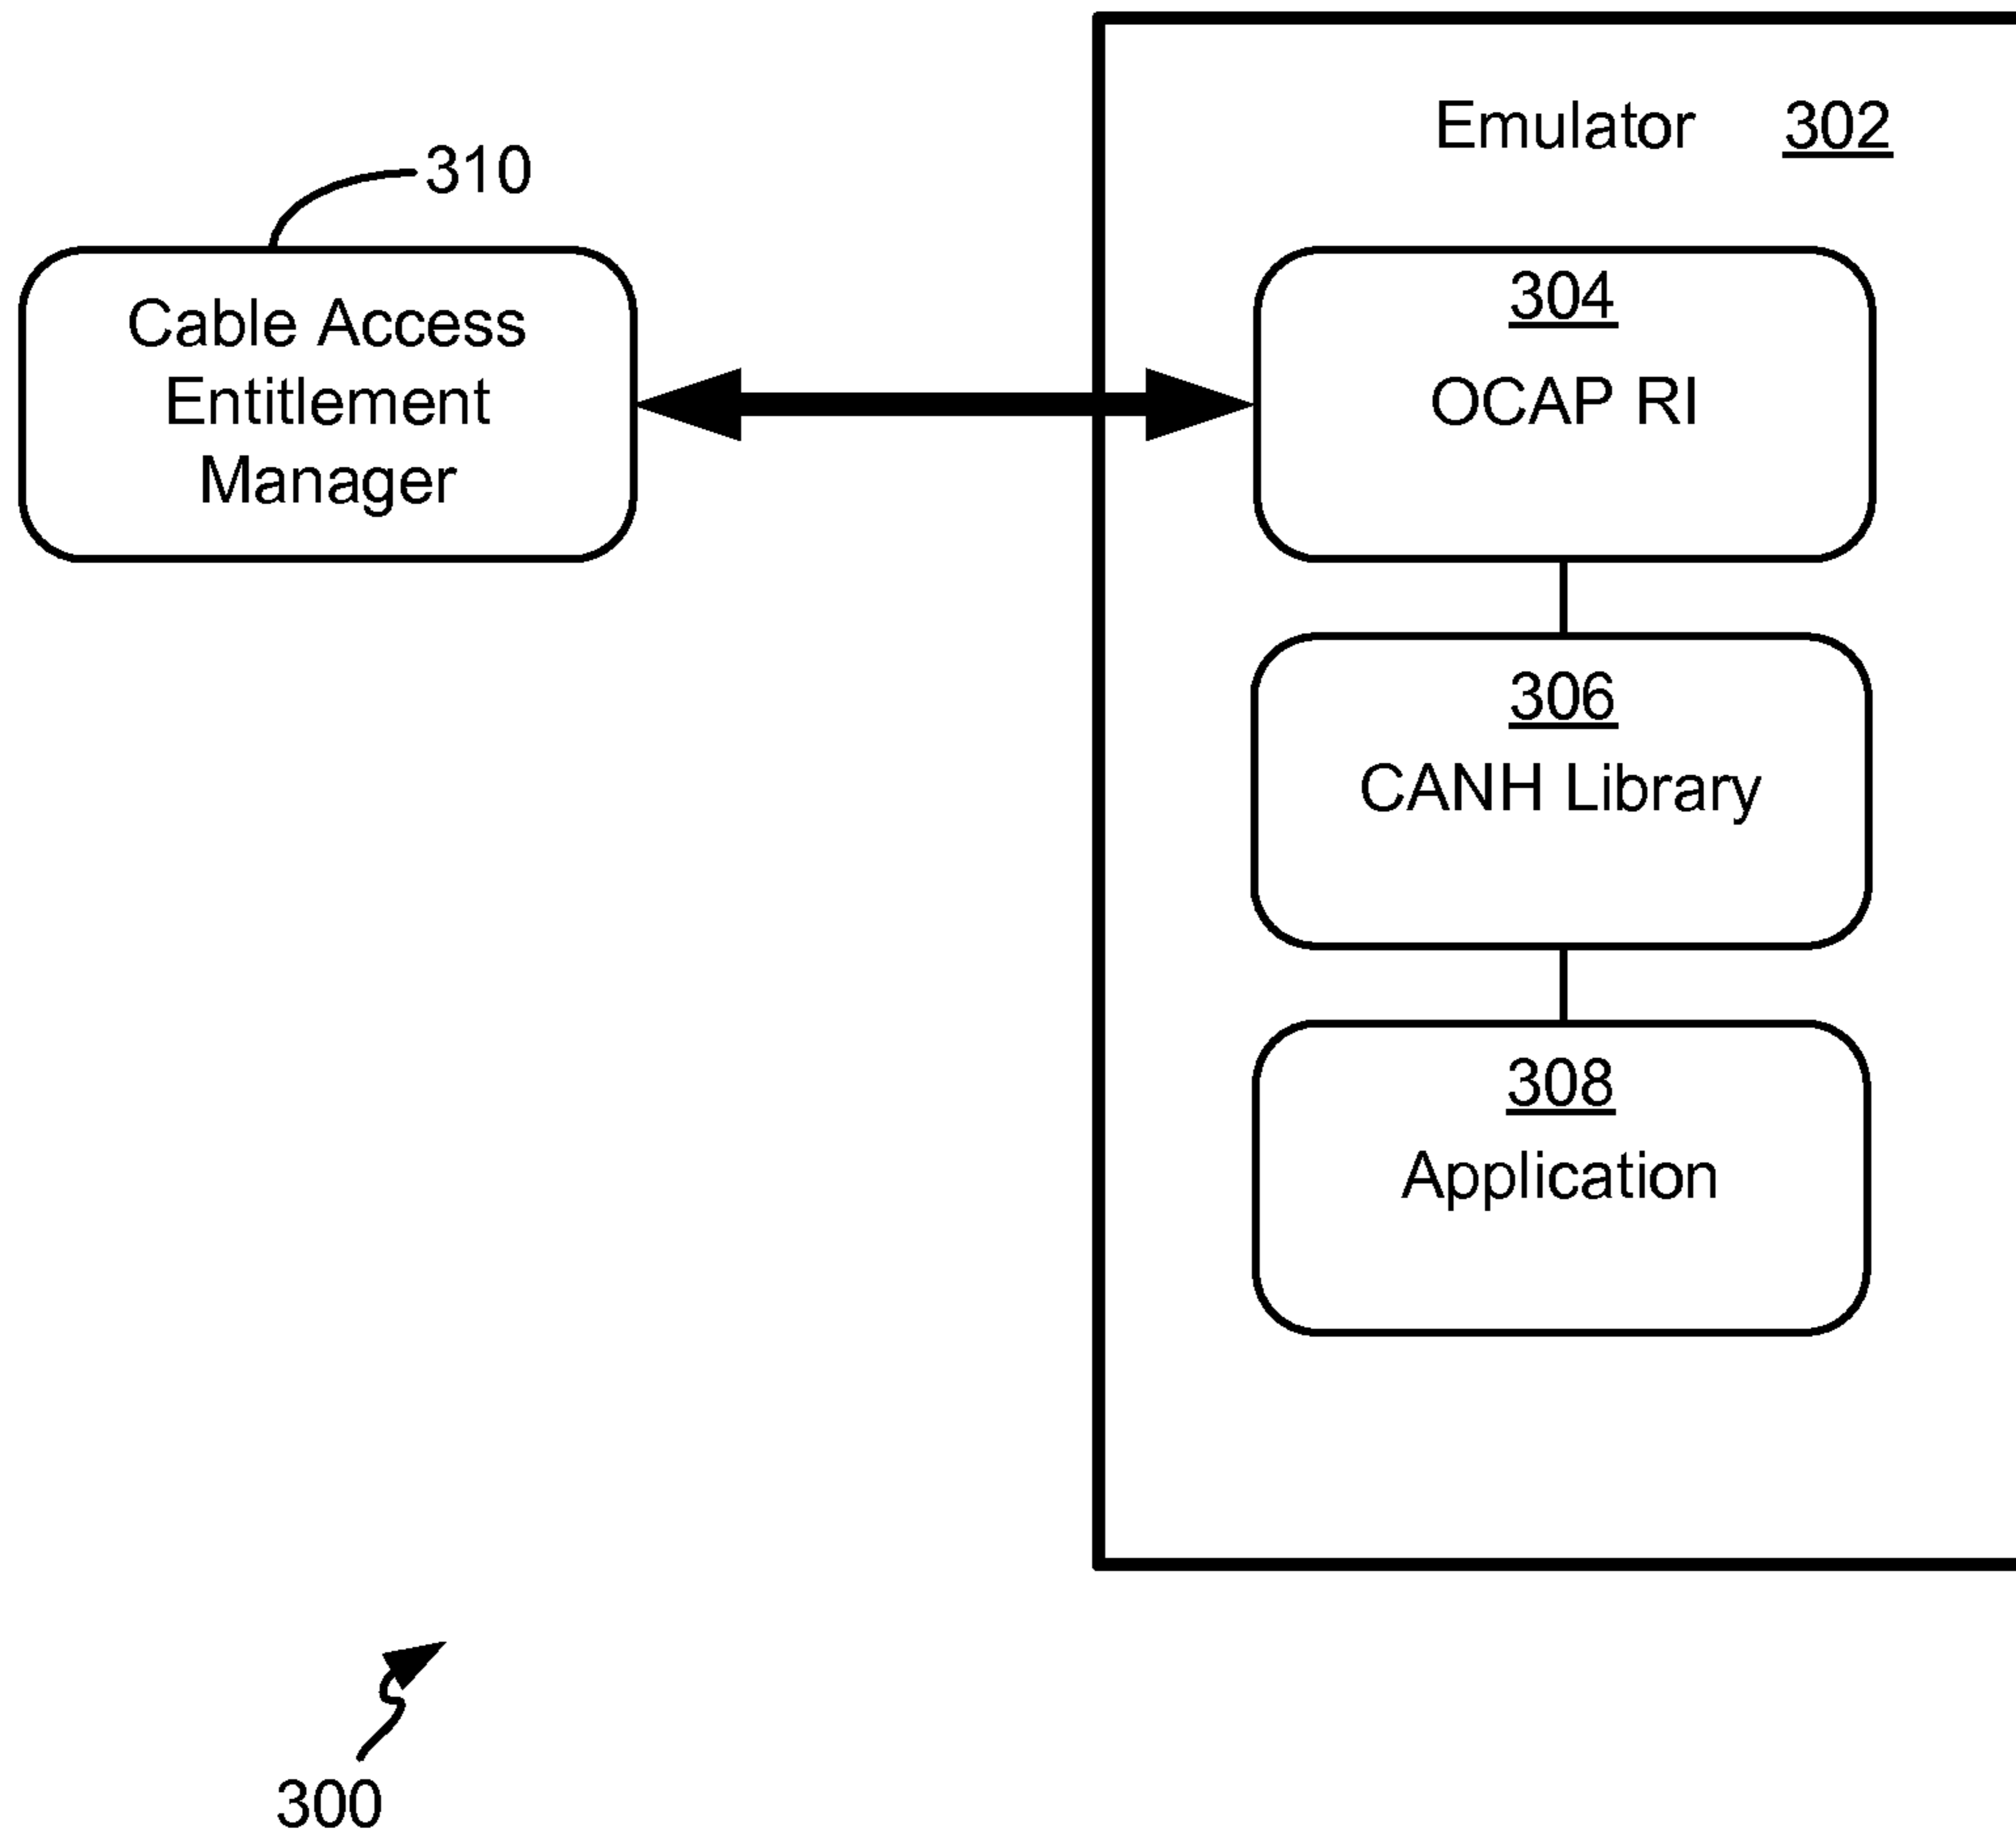 Emulator 302
310
Cable Access
Entitlement
Manager
304
OCAP RI
306
CANH Library
308
Application
300